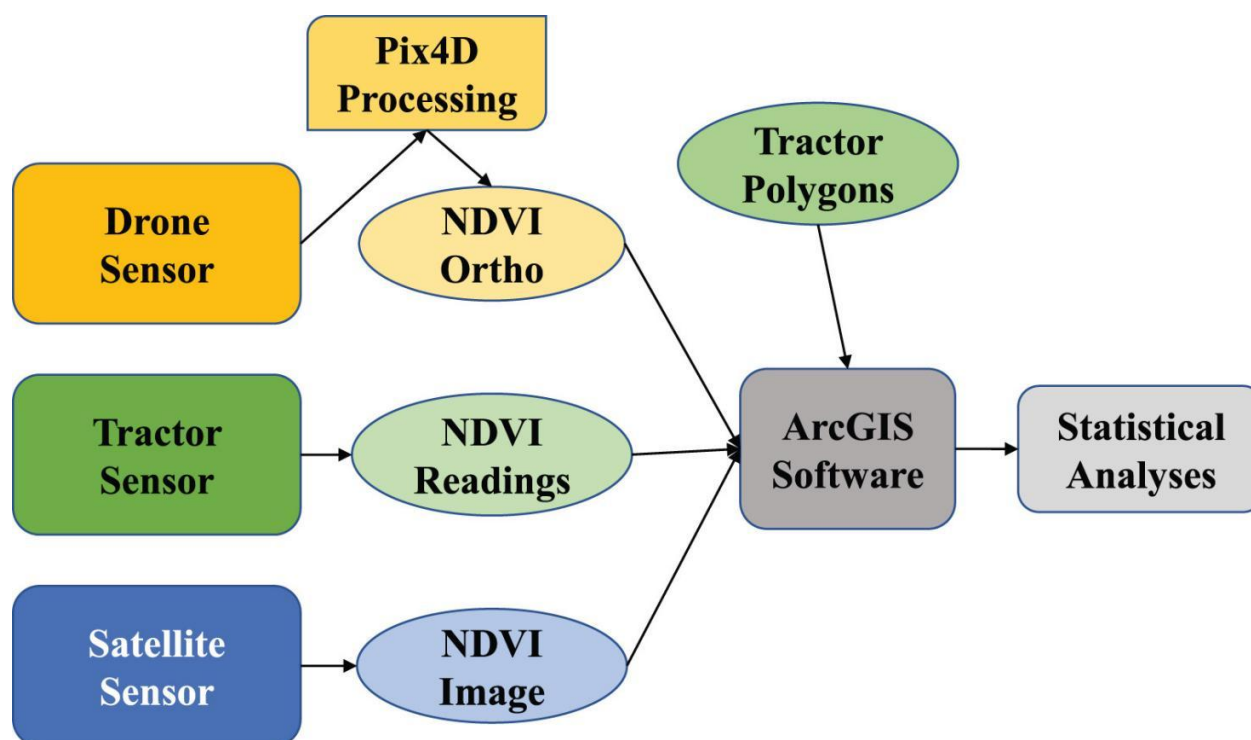 Pix4D
Processing
Tractor
Polygons
Drone
Sensor
NDVI
Ortho
Tractor
Sensor
NDVI
Readings
ArcGIS
Software
Statistical
Analyses
Satellite
Sensor
NDVI
Image